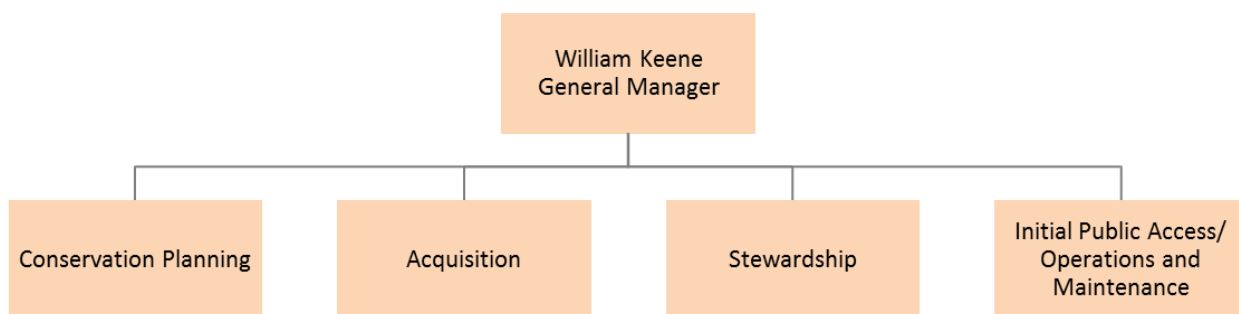 William Keene
General Manager
Conservation Planning
Acquisition
Stewardship
Initial Public Access/
Operations and
Maintenance